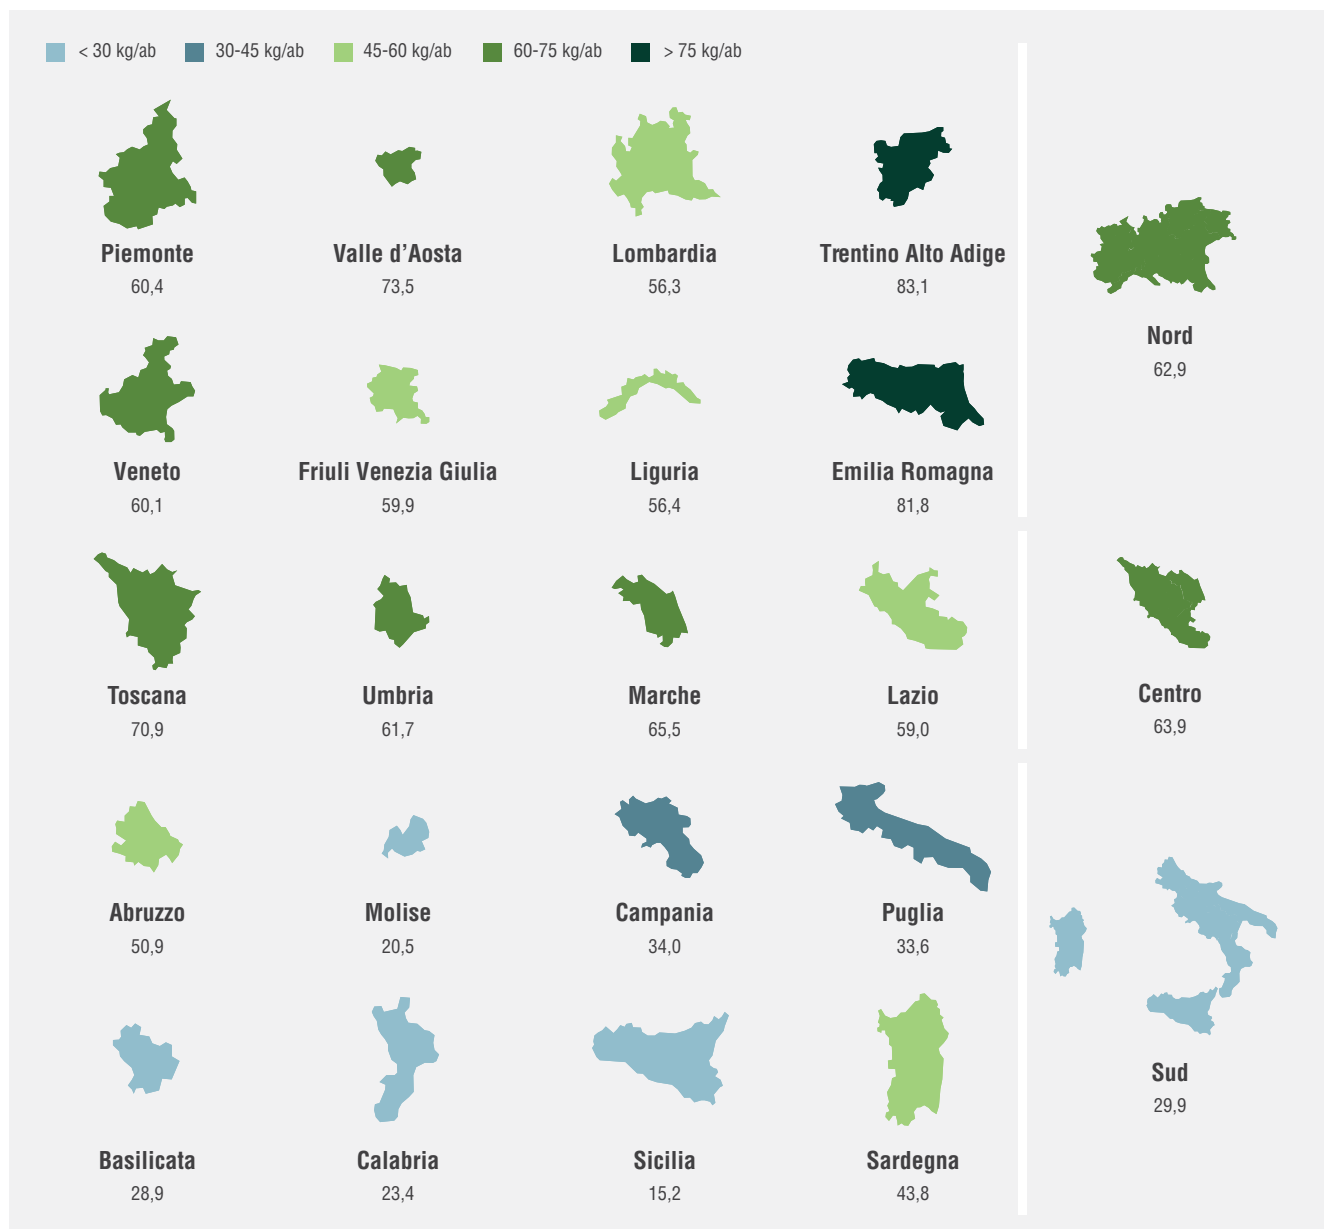 < 30 kg/ab 30-45 kg/ab 45-60 kg/ab 60-75 kg/ab > 75 kg/ab
Piemonte Valle d’Aosta Lombardia Trentino Alto Adige
60,4 73,5 56,3 83,1
Nord
62,9
Veneto Friuli Venezia Giulia Liguria Emilia Romagna
60,1 59,9 56,4 81,8
Toscana Umbria Marche Lazio Centro
70,9 61,7 65,5 59,0 63,9
Abruzzo Molise Campania Puglia
50,9 20,5 34,0 33,6
Sud
29,9
Basilicata Calabria Sicilia Sardegna
28,9 23,4 15,2 43,8